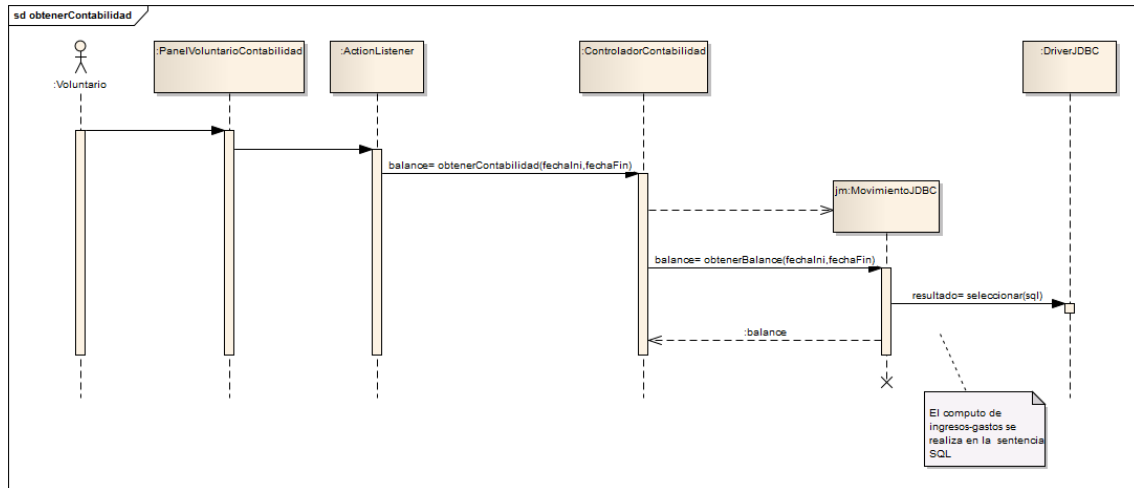 sd obtenerContabilidad
:Voluntario
:PanelVoluntarioContabilidad
:ActionListener
:ControladorContabilidad
:DriverJDBC
balance= obtenerContabilidad(fechaIni,fechaFin)
jm:MovimientoJDBC
balance= obtenerBalance(fechaIni,fechaFin)
resultado= seleccionar(sql)
:balance
El computo de
ingresos-gastos se
realiza en la sentencia
SQL